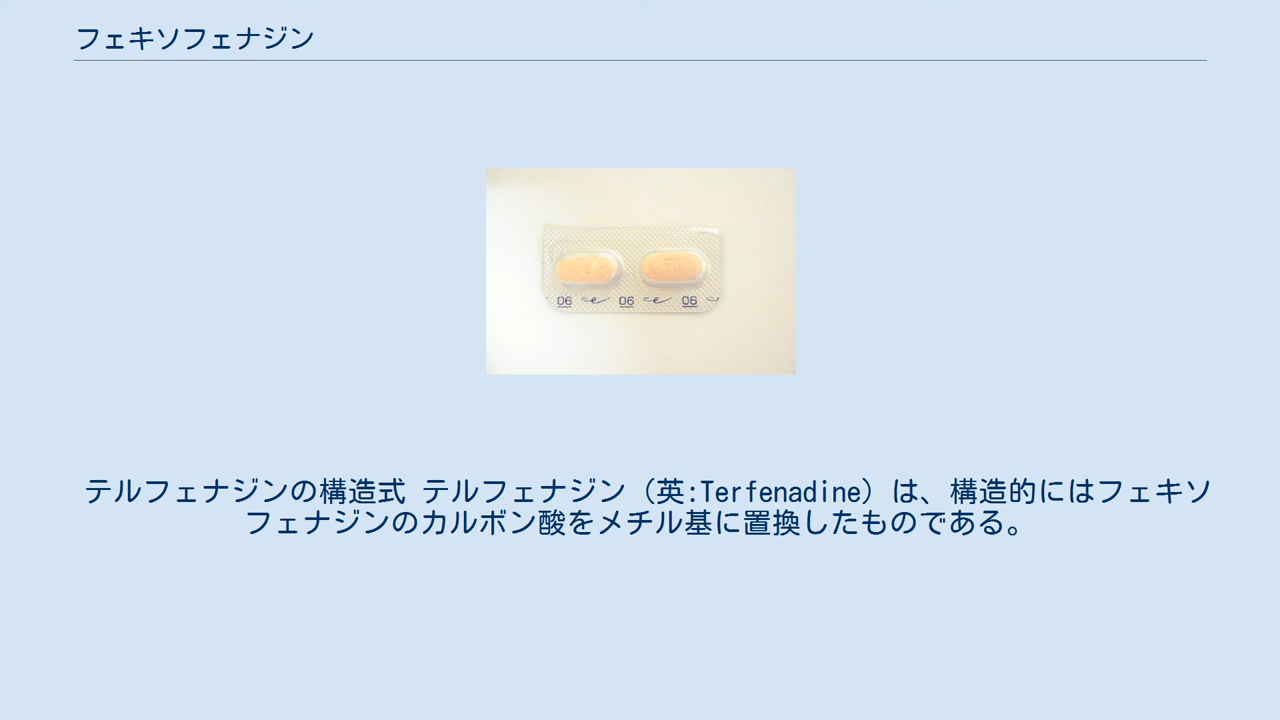 フェキソフェナジン
06 e 06 e 06
テルフェナジンの構造式 テルフェナジン（英:Terfenadine）は、構造的にはフェキソ
フェナジンのカルボン酸をメチル基に置換したものである。